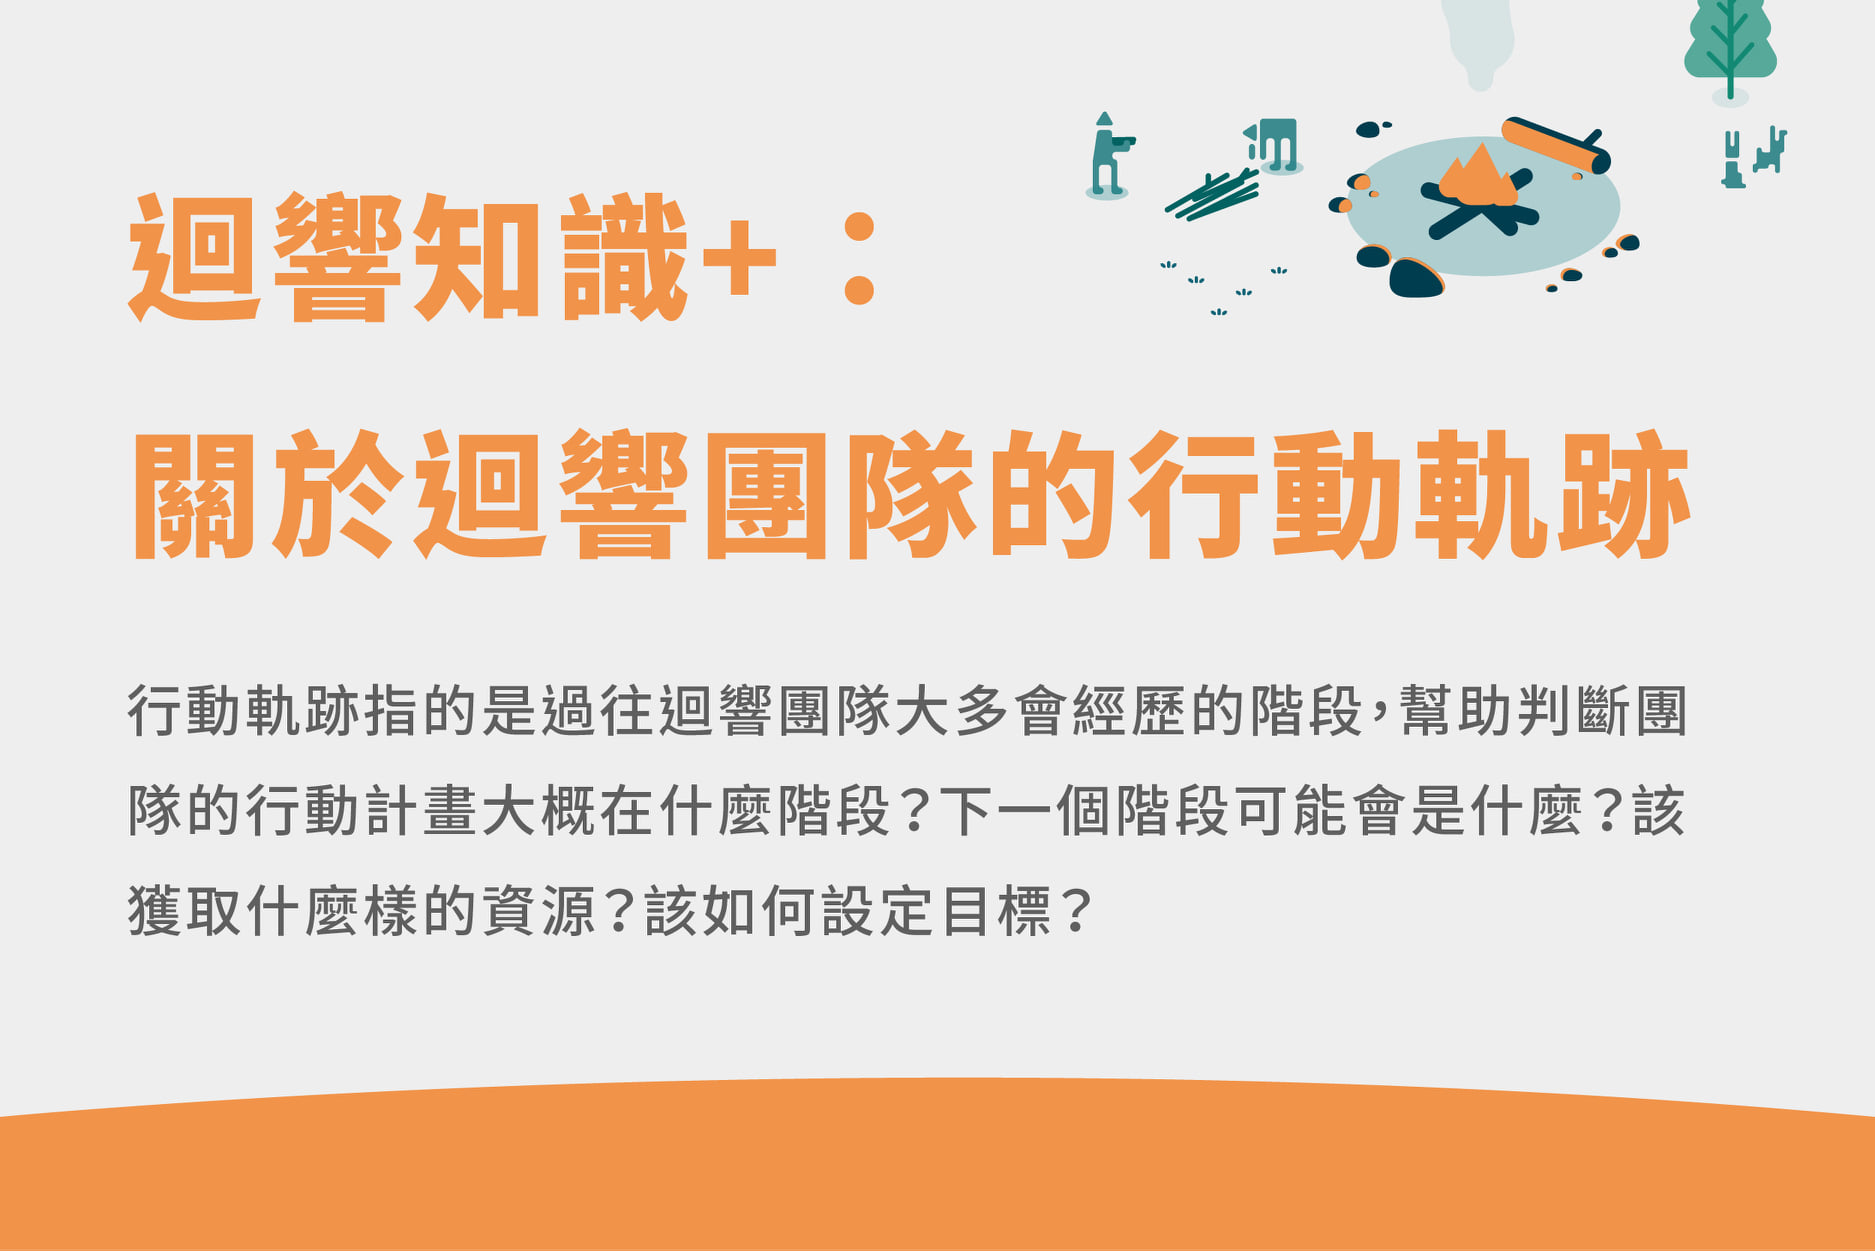 迴響知識+：
關於迴響團隊的行動軌跡
行動軌跡指的是過往迴響團隊大多會經歷的階段，幫助判斷團
隊的行動計畫大概在什麼階段？下一個階段可能會是什麼？該
獲取什麼樣的資源？該如何設定目標？